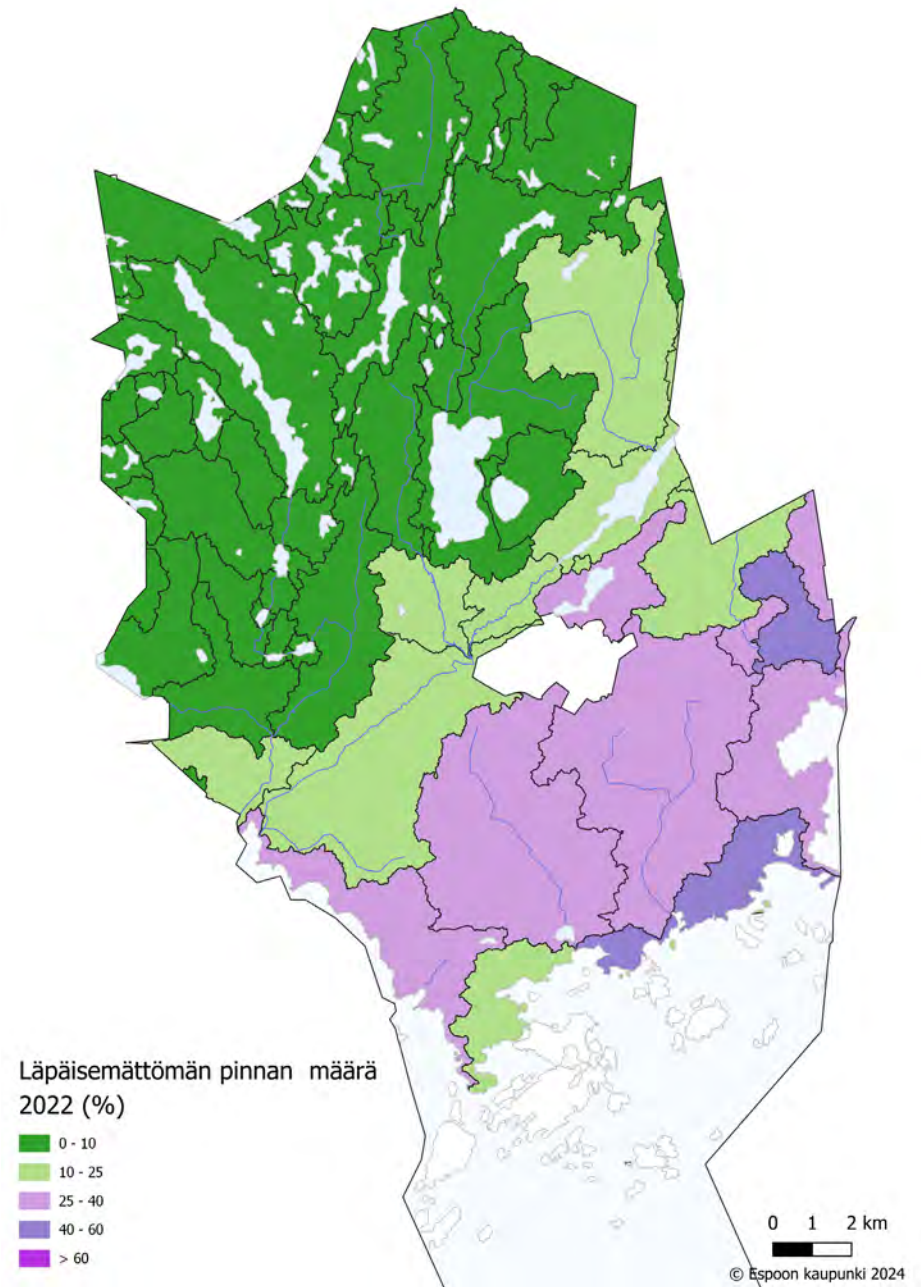 Läpäisemättömän pinnan määrä
2022 (%)
0 - 10
10 - 25
25 - 40
40 - 60
> 60
0 1 2 km
© Espoon kaupunki 2024